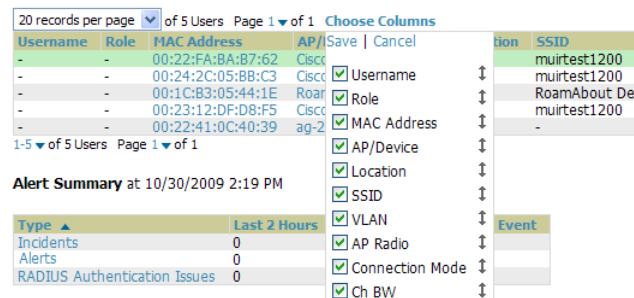 20 records per page of 5 Users Page 1 of 1 Choose Columns
Username Role MAC Address AP/ tion SSID
- - 00:22:FA:BA:B7:62 Cisc muirtest1200
- - 00:24:2C:05:BB:C3 Cisc muirtest1200
- - 00:1C:B3:05:44:1E Roar RoamAbout De
- - 00:23:12:DF:D8:F5 Cisc muirtest1200
- - 00:22:41:0C:40:39 ag-2 -
1-5 of 5 Users Page 1 of 1
Save | Cancel
Username
Role
MAC Address
AP/Device
Location
SSID
VLAN
AP Radio
Connection Mode
Ch BW
Alert Summary at 10/30/2009 2:19 PM
Type Last 2 Hours Event
Incidents 0
Alerts 0
RADIUS Authentication Issues 0